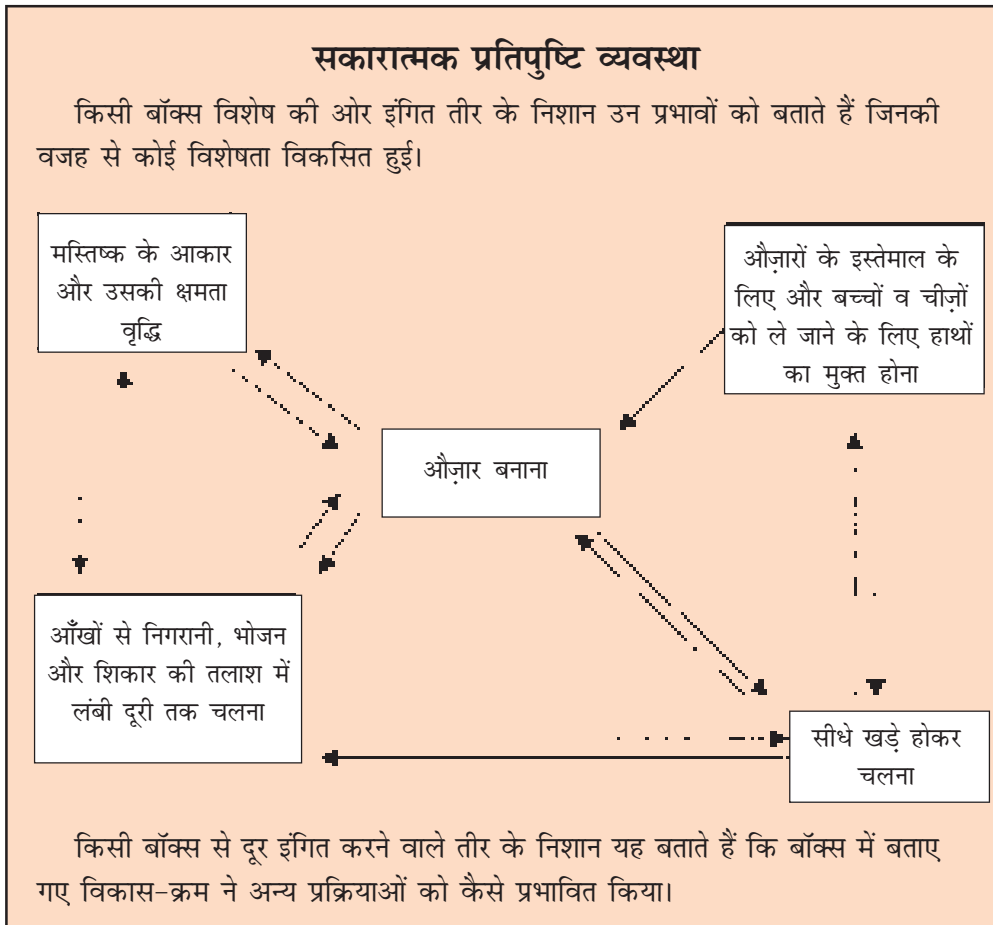 सकारात्मक प्रतिपुष्टि व्यवस्था
किसी बॉक्स विशेष की ओर इंगित तीर के निशान उन प्रभावों को बताते हैं जिनकी
वजह से कोई विशेषता विकसित हुई।
मस्तिष्क के आकार
और उसकी क्षमता
वृद्धि
औज़ारों के इस्तेमाल के
लिए और बच्चों व चीज़ों
को ले जाने के लिए हाथों
का मुक्त होना
औज़ार बनाना
आँखों से निगरानी, भोजन
और शिकार की तलाश में
लंबी दूरी तक चलना
सीधे खड़े होकर
चलना
किसी बॉक्स से दूर इंगित करने वाले तीर के निशान यह बताते हैं कि बॉक्स में बताए
गए विकास-क्रम ने अन्य प्रक्रियाओं को कैसे प्रभावित किया।